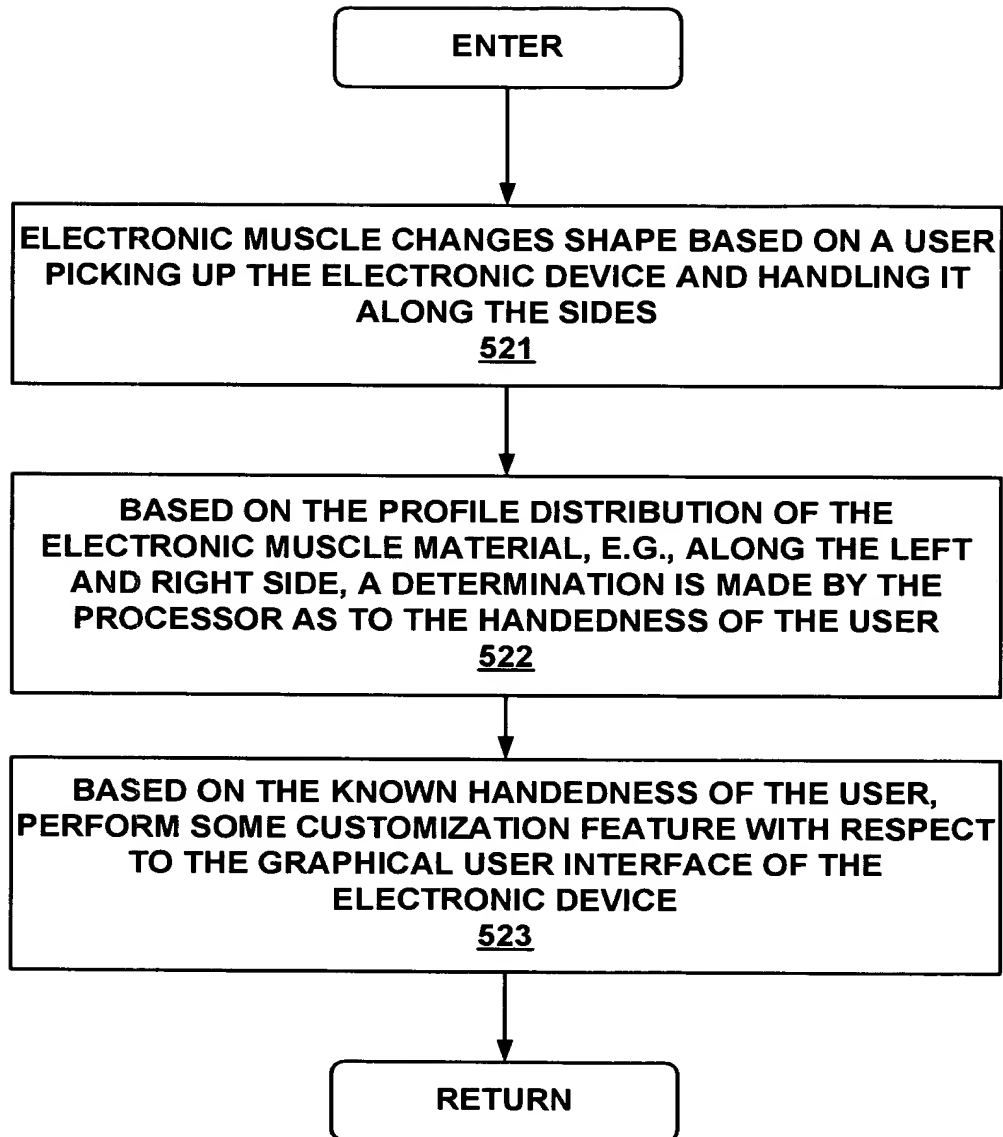 ENTER
ELECTRONIC MUSCLE CHANGES SHAPE BASED ON A USER
PICKING UP THE ELECTRONIC DEVICE AND HANDLING IT
ALONG THE SIDES
521
BASED ON THE PROFILE DISTRIBUTION OF THE
ELECTRONIC MUSCLE MATERIAL, E.G., ALONG THE LEFT
AND RIGHT SIDE, A DETERMINATION IS MADE BY THE
PROCESSOR AS TO THE HANDEDNESS OF THE USER
522
BASED ON THE KNOWN HANDEDNESS OF THE USER,
PERFORM SOME CUSTOMIZATION FEATURE WITH RESPECT
TO THE GRAPHICAL USER INTERFACE OF THE
ELECTRONIC DEVICE
523
RETURN